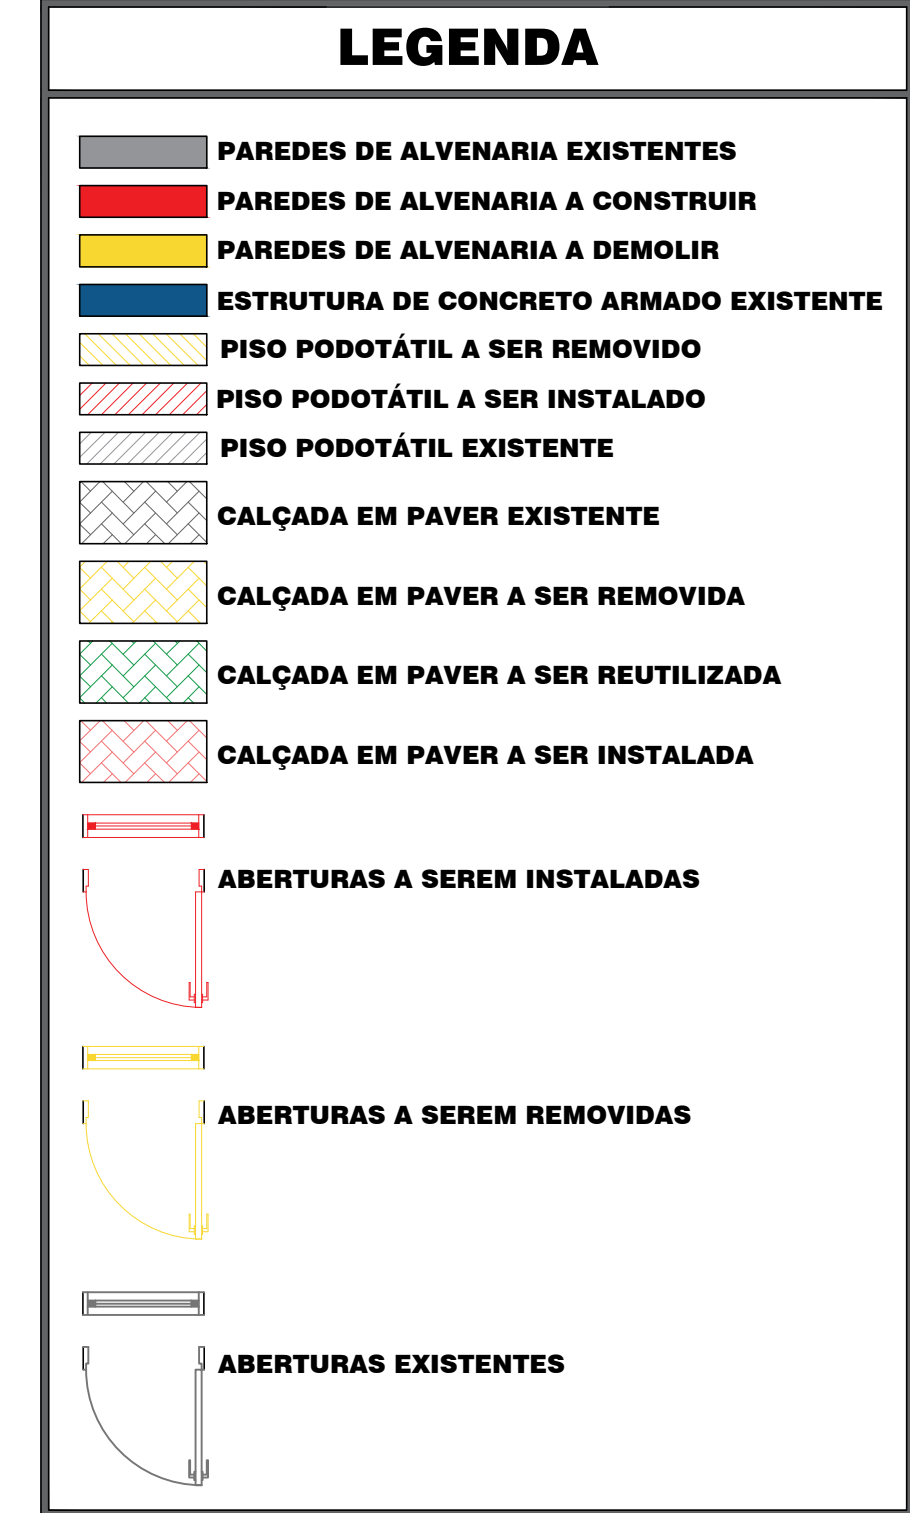 LEGENDA
PAREDES DE ALVENARIA EXISTENTES
PAREDES DE ALVENARIA A CONSTRUIR
PAREDES DE ALVENARIA A DEMOLIR
ESTRUTURA DE CONCRETO ARMADO EXISTENTE
PISO PODOTÁTIL A SER REMOVIDO
PISO PODOTÁTIL A SER INSTALADO
PISO PODOTÁTIL EXISTENTE
CALÇADA EM PAVER EXISTENTE
CALÇADA EM PAVER A SER REMOVIDA
CALÇADA EM PAVER A SER REUTILIZADA
CALÇADA EM PAVER A SER INSTALADA
ABERTURAS A SEREM INSTALADAS
ABERTURAS A SEREM REMOVIDAS
ABERTURAS EXISTENTES